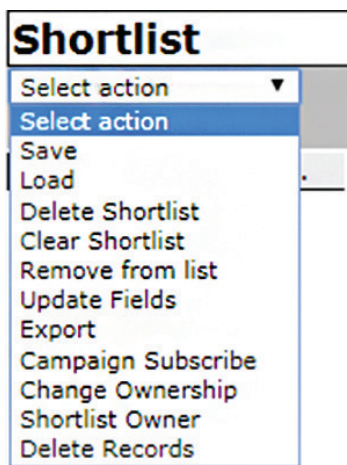 Shortlist
Select action ▼
Select action
Save
Load
Delete Shortlist
Clear Shortlist
Remove from list
Update Fields
Export
Campaign Subscribe
Change Ownership
Shortlist Owner
Delete Records